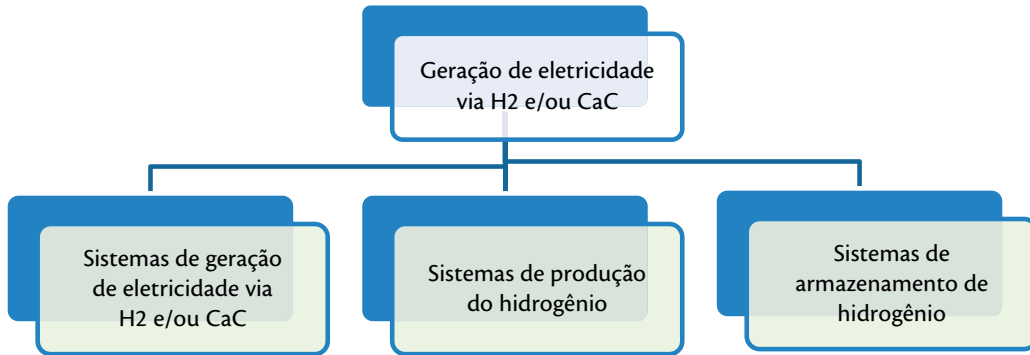 Geração de eletricidade
via H2 e/ou CaC
Sistemas de geração
de eletricidade via
H2 e/ou CaC
Sistemas de produção
do hidrogênio
Sistemas de
armazenamento de
hidrogênio